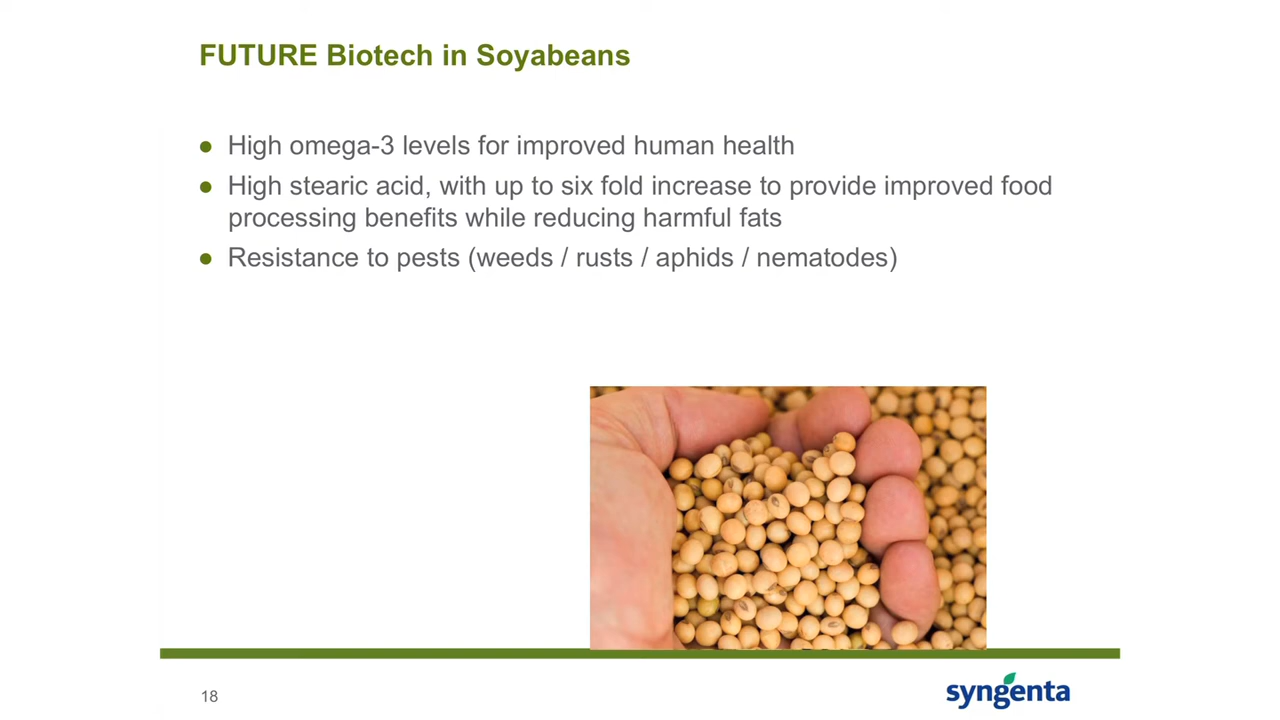 FUTURE Biotech in Soyabeans
● High omega-3 levels for improved human health
● High stearic acid, with up to six fold increase to provide improved food
processing benefits while reducing harmful fats
● Resistance to pests (weeds / rusts / aphids / nematodes)
18
syngenta